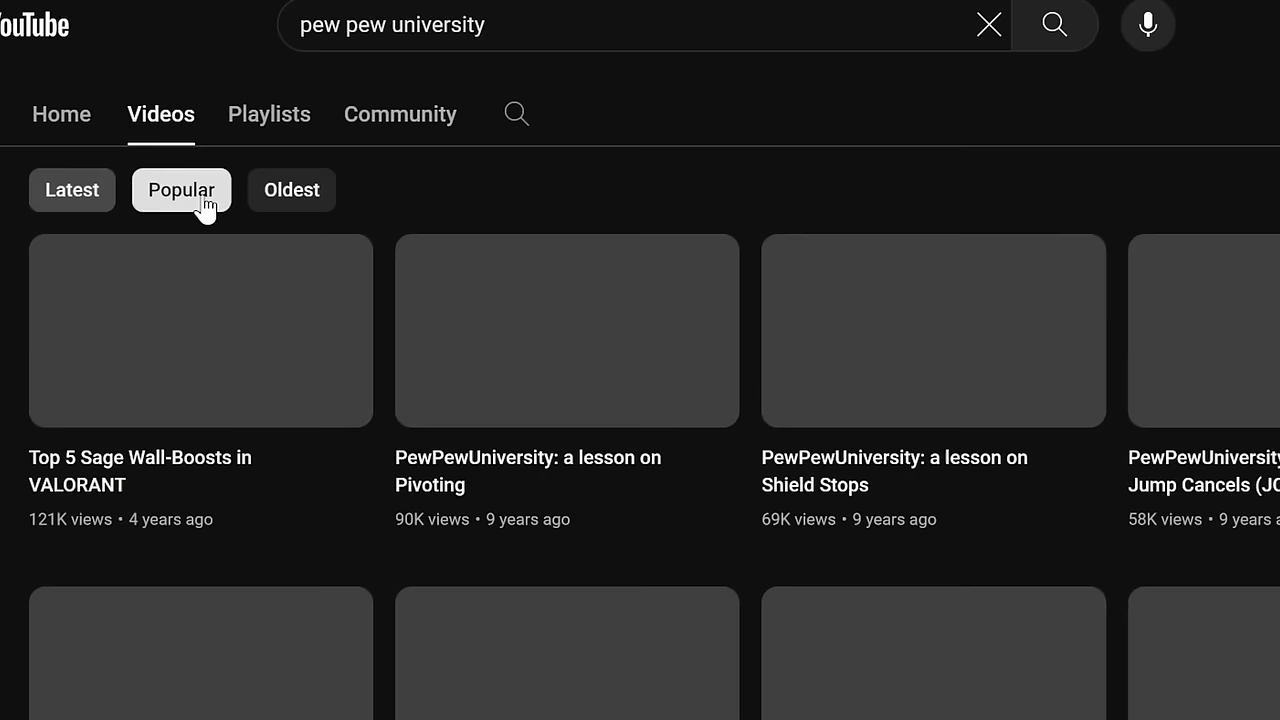 YouTube
pew pew university
Home Videos Playlists Community
Latest Popular Oldest
Top 5 Sage Wall-Boosts in
VALORANT
121K views • 4 years ago
PewPewUniversity: a lesson on
Pivoting
90K views • 9 years ago
PewPewUniversity: a lesson on
Shield Stops
69K views • 9 years ago
PewPewUniversity
Jump Cancels (JC
58K views • 9 years a